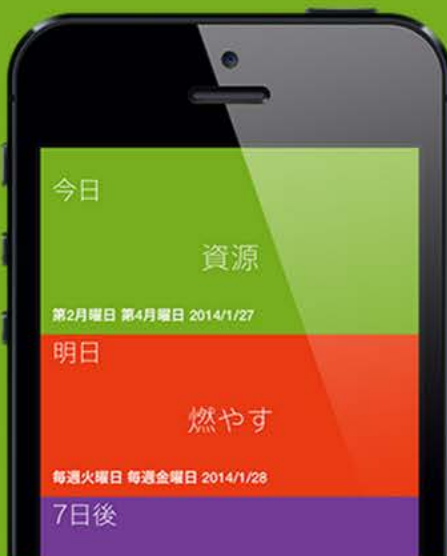 今日
資源
第2月曜日 第4月曜日 2014/1/27
明日
燃やす
毎週火曜日 毎週金曜日 2014/1/28
7日後